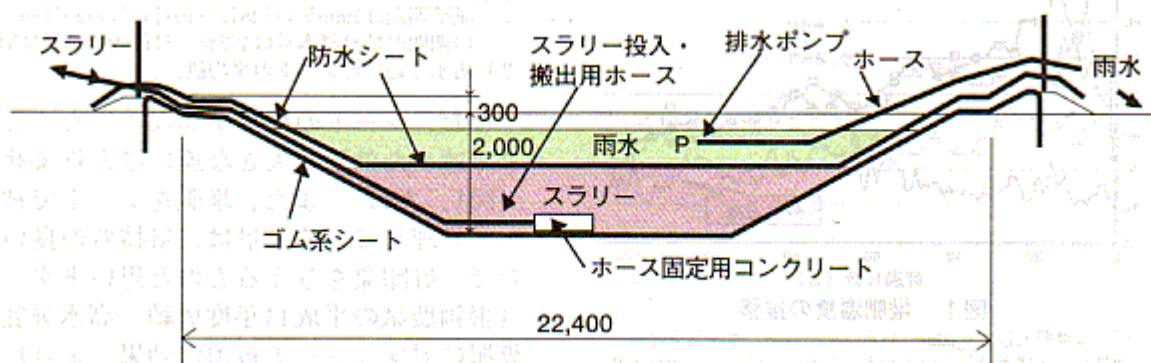 スラリー
防水シート
スラリー投入・
搬出用ホース
排水ポンプ
ホース
雨水
300
2,000
雨水
P
スラリー
ゴム系シート
ホース固定用コンクリート
22,400